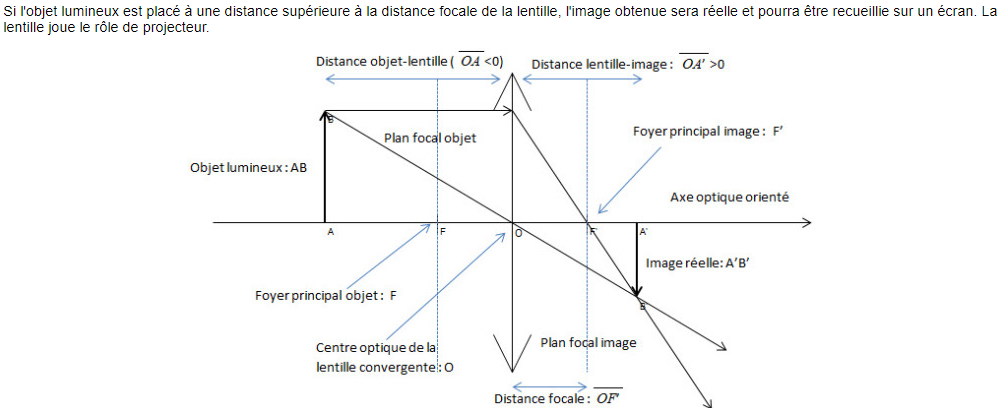 Si l'objet lumineux est placé à une distance supérieure à la distance focale de la lentille, l'image obtenue sera réelle et pourra être recueillie sur un écran. La
lentille joue le rôle de projecteur.
Distance objet-lentille ( OA <0)
Distance lentille-image : OA' >0
B
Plan focal objet
Foyer principal image : F'
Objet lumineux : AB
Axe optique orienté
A
F
O
F'
A'
Image réelle : A'B'
Foyer principal objet : F
B'
Centre optique de la
lentille convergente : O
Plan focal image
Distance focale : OF'